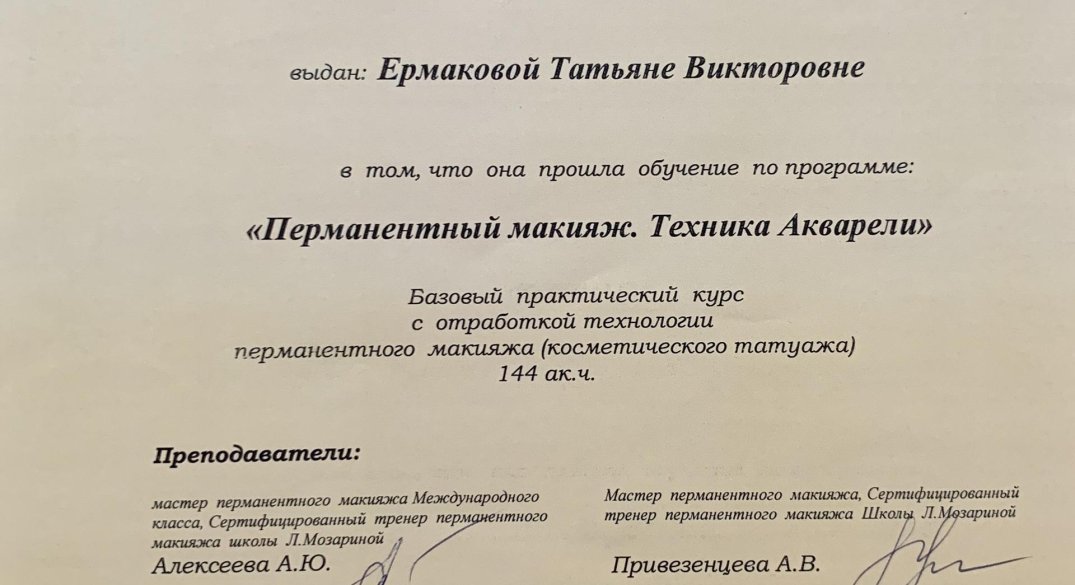 выдан: Ермаковой Татьяне Викторовне
в том, что она прошла обучение по программе:
«Перманентный макияж. Техника Акварели»
Базовый практический курс
с отработкой технологии
перманентного макияжа (косметического татуажа)
144 ак.ч.
Преподаватели:
мастер перманентного макияжа Международного
класса, Сертифицированный тренер перманентного
макияжа школы Л.Мозариной
Алексеева А.Ю.
Мастер перманентного макияжа, Сертифицированный
тренер перманентного макияжа Школы Л.Мозариной
Привезенцева А.В.